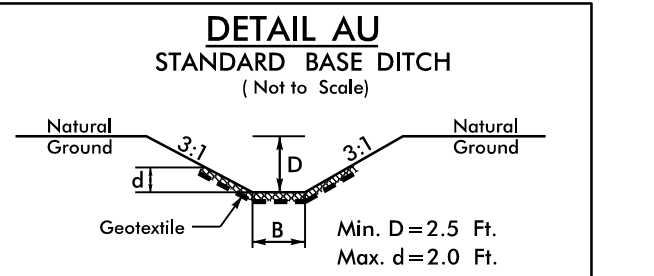 DETAIL AU
STANDARD BASE DITCH
( Not to Scale)
Natural
Ground
3:1
D
3:1
Natural
Ground
d
Geotextile
B
Min. D=2.5 Ft.
Max. d=2.0 Ft.